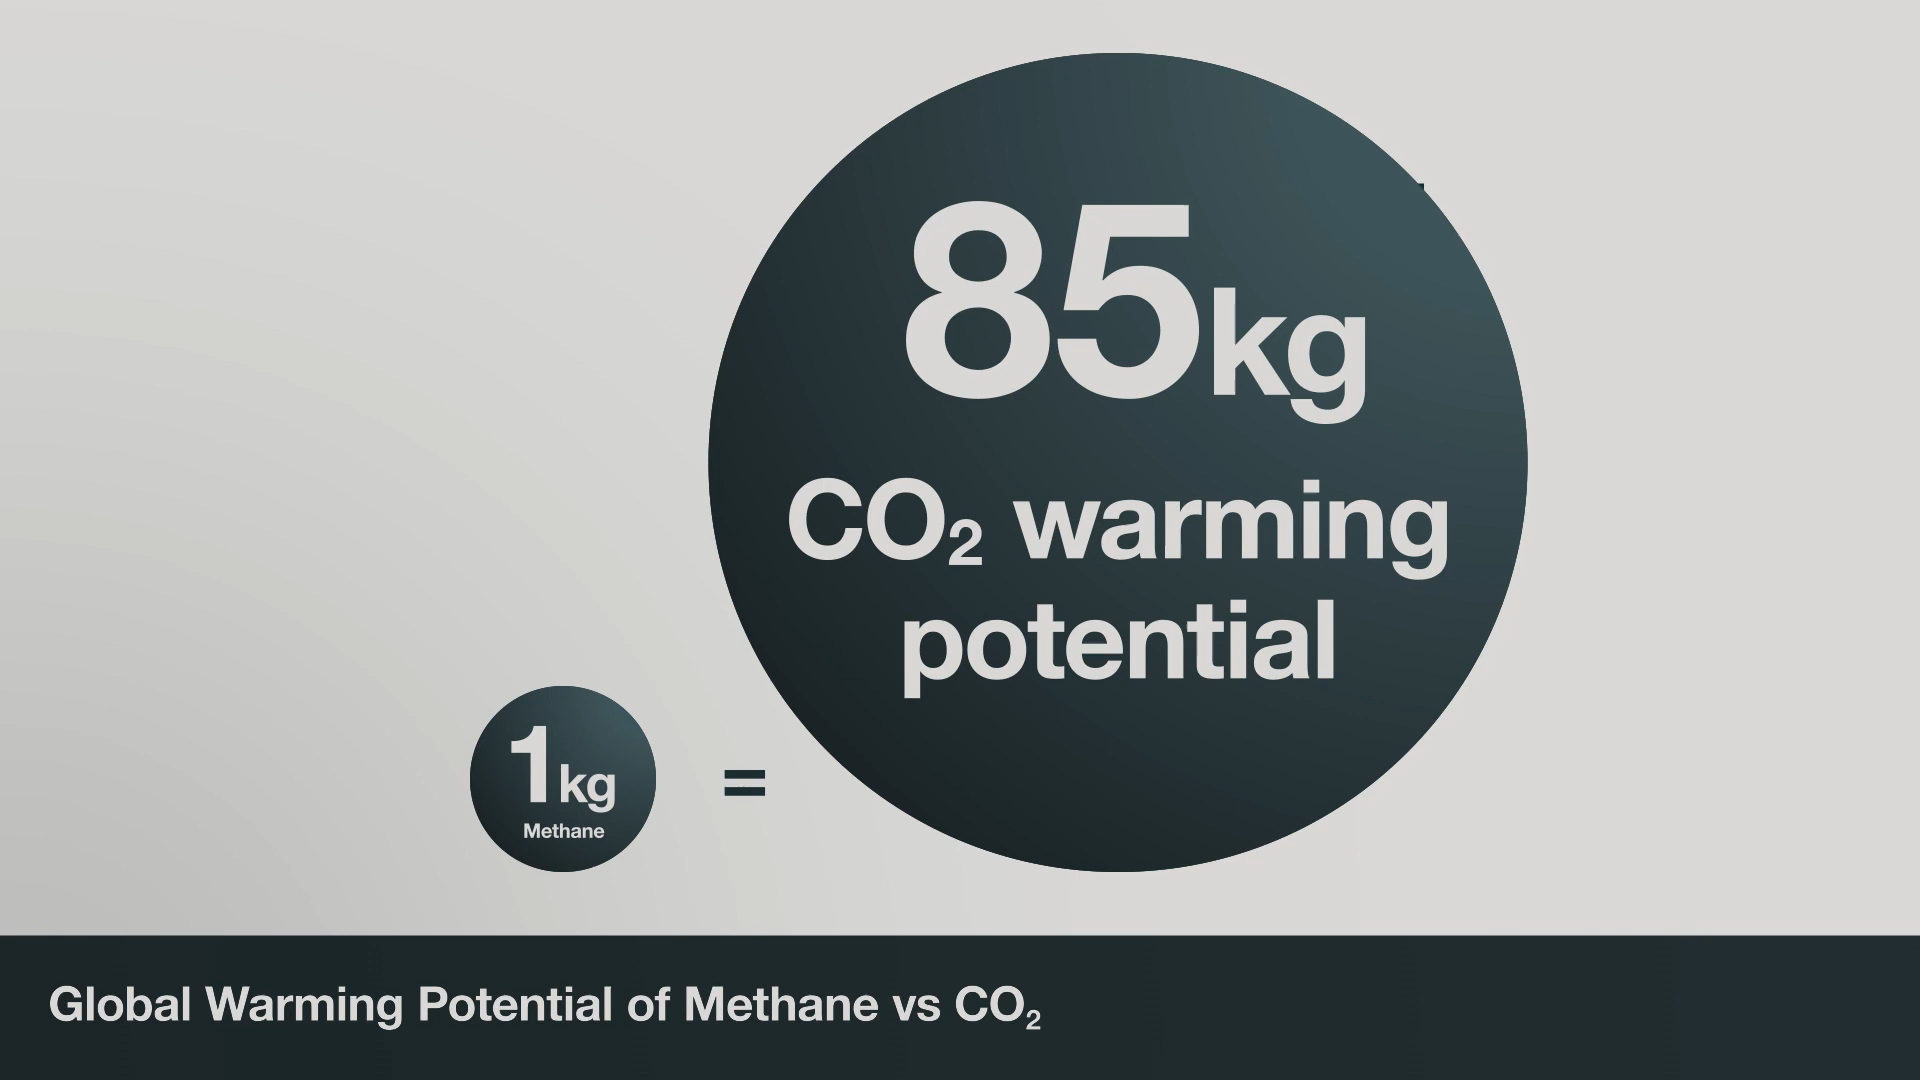 85kg
CO₂ warming
potential
1kg
Methane
=
Global Warming Potential of Methane vs CO₂